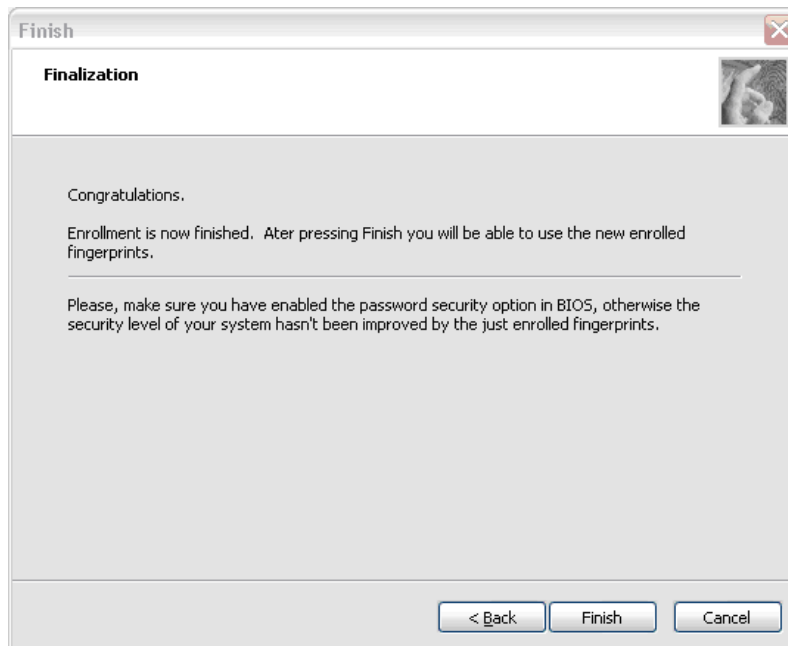 Finish
Finalization
Congratulations.
Enrollment is now finished.  Ater pressing Finish you will be able to use the new enrolled
fingerprints.
Please, make sure you have enabled the password security option in BIOS, otherwise the
security level of your system hasn't been improved by the just enrolled fingerprints.
< Back
Finish
Cancel